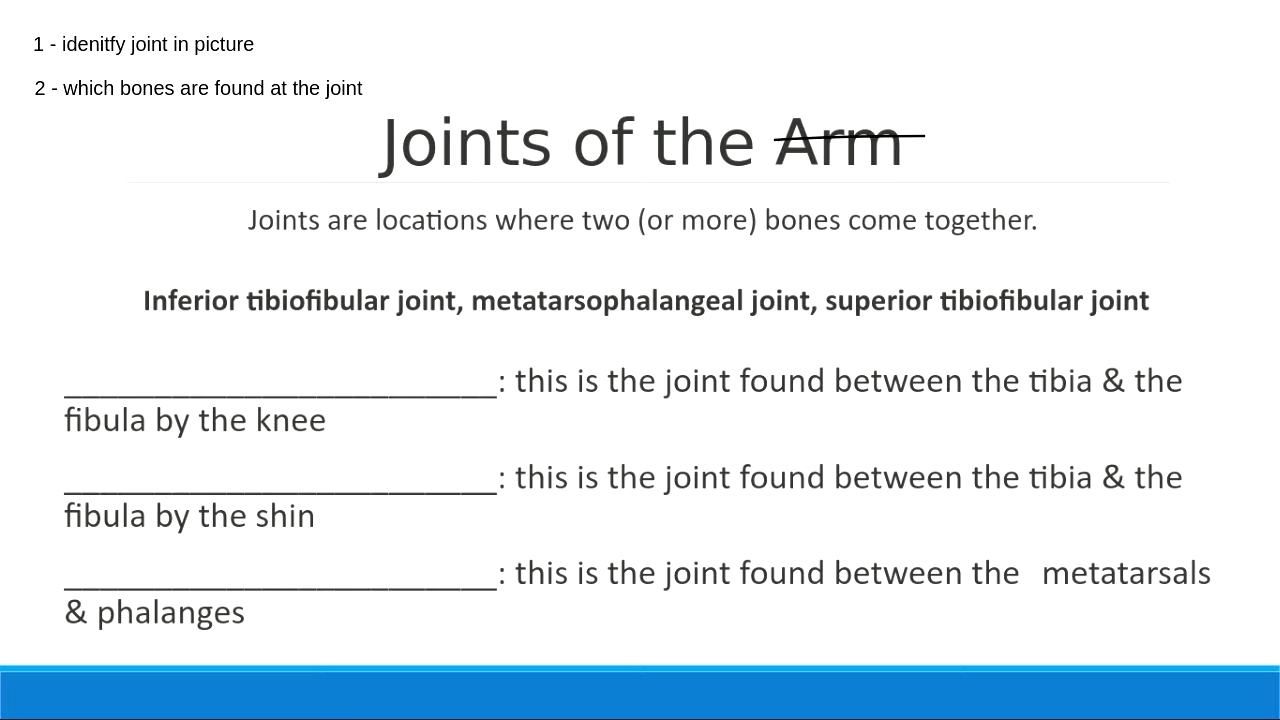 1 - idenitfy joint in picture
2 - which bones are found at the joint
Joints of the Arm
Joints are locations where two (or more) bones come together.
Inferior tibiofibular joint, metatarsophalangeal joint, superior tibiofibular joint
________________________: this is the joint found between the tibia & the
fibula by the knee
________________________: this is the joint found between the tibia & the
fibula by the shin
________________________: this is the joint found between the metatarsals
& phalanges